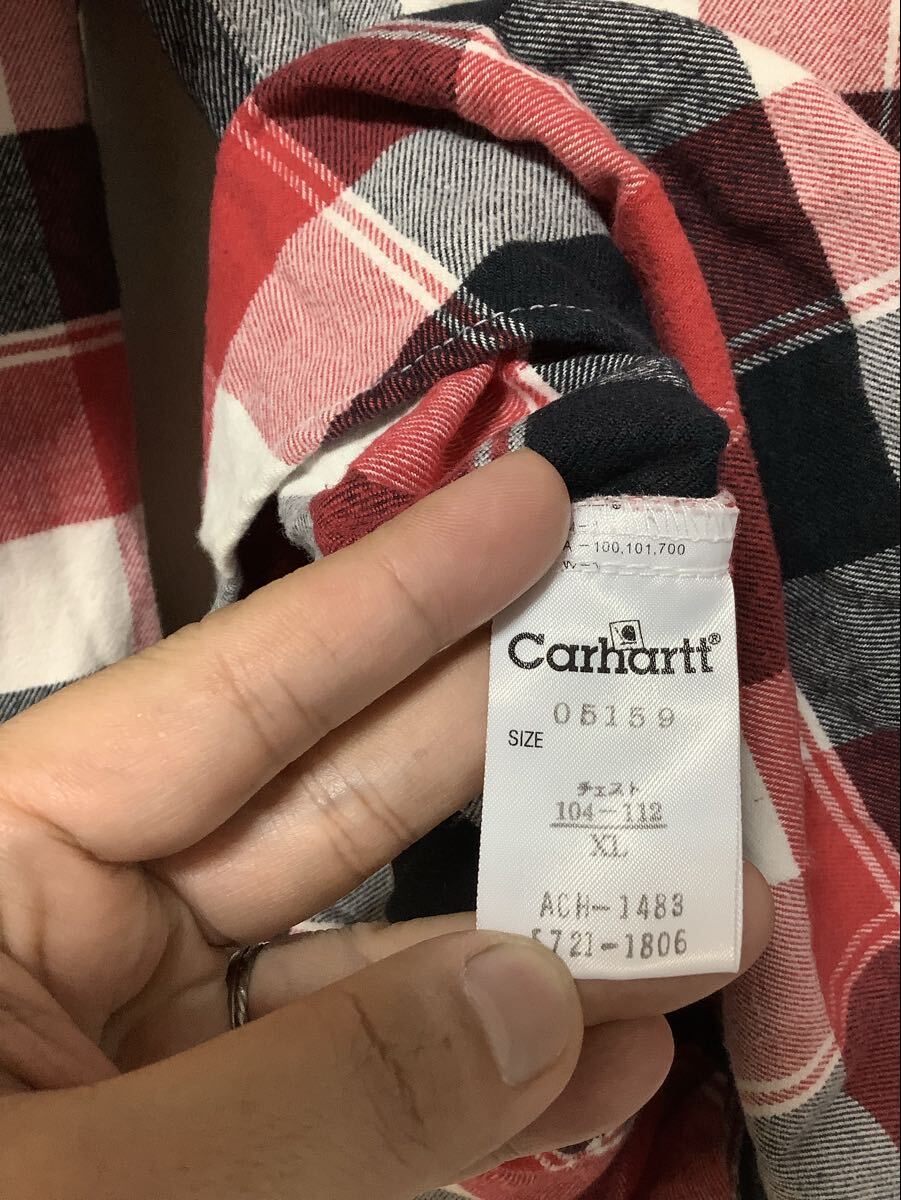 A-100,101,700
Carhartt®
05159
SIZE
チェスト
104-112
XL
ACH-1483
[72]-1806